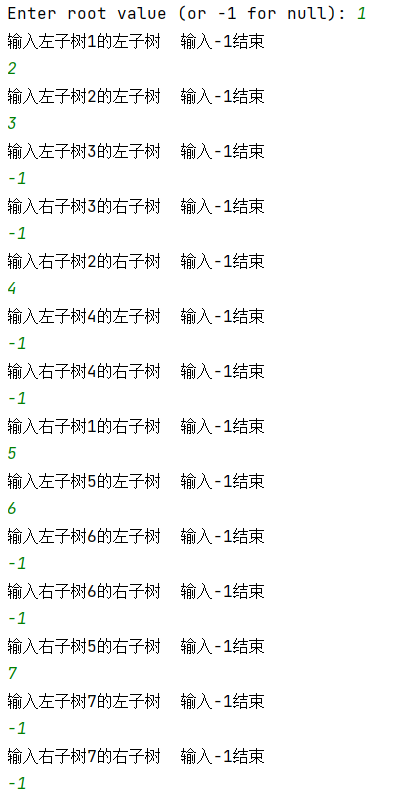 Enter root value (or -1 for null): 1
输入左子树1的左子树  输入-1结束
2
输入左子树2的左子树  输入-1结束
3
输入左子树3的左子树  输入-1结束
-1
输入右子树3的右子树  输入-1结束
-1
输入右子树2的右子树  输入-1结束
4
输入左子树4的左子树  输入-1结束
-1
输入右子树4的右子树  输入-1结束
-1
输入右子树1的右子树  输入-1结束
5
输入左子树5的左子树  输入-1结束
6
输入左子树6的左子树  输入-1结束
-1
输入右子树6的右子树  输入-1结束
-1
输入右子树5的右子树  输入-1结束
7
输入左子树7的左子树  输入-1结束
-1
输入右子树7的右子树  输入-1结束
-1